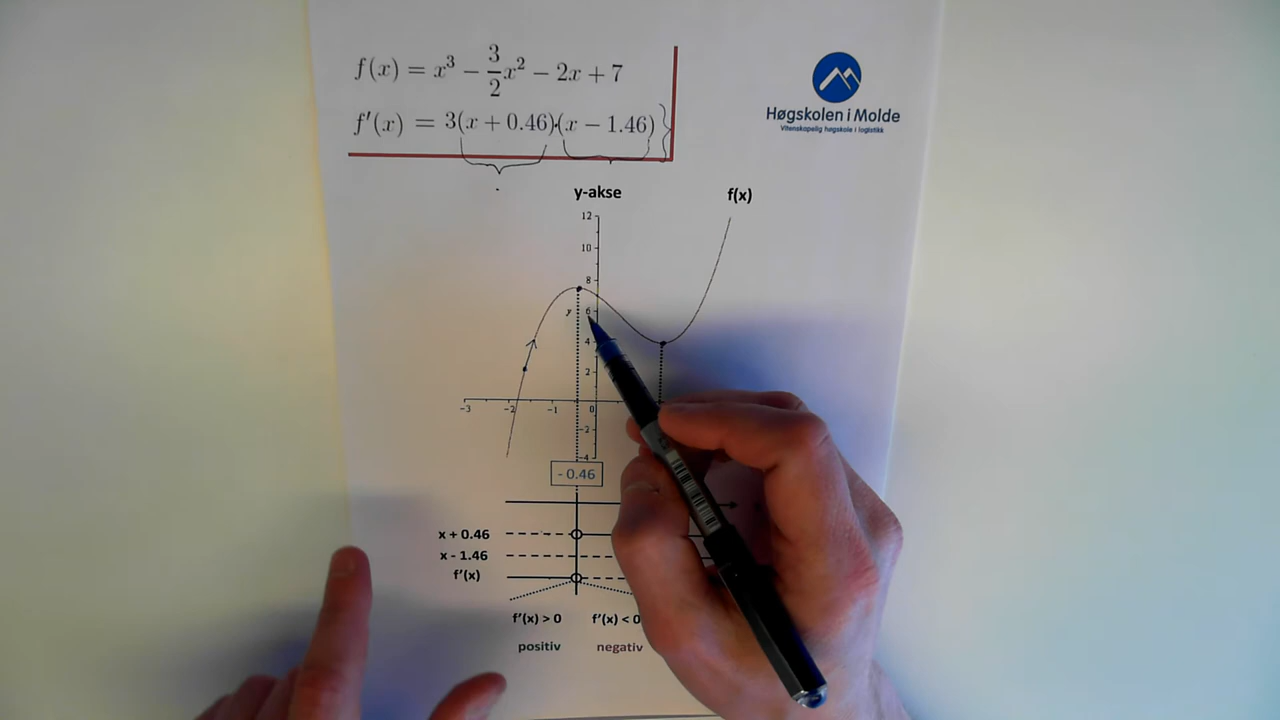 f(x) = x³ − 3/2 x² − 2x + 7
f'(x) = 3(x + 0.46)·(x − 1.46)
Høgskolen i Molde
Vitenskapelig høgskole i logistikk
y-akse
f(x)
12
10
8
y
6
4
2
−3 −2 −1 0
−2
−4
- 0.46
x + 0.46
x - 1.46
f'(x)
f'(x) > 0 f'(x) < 0
positiv negativ